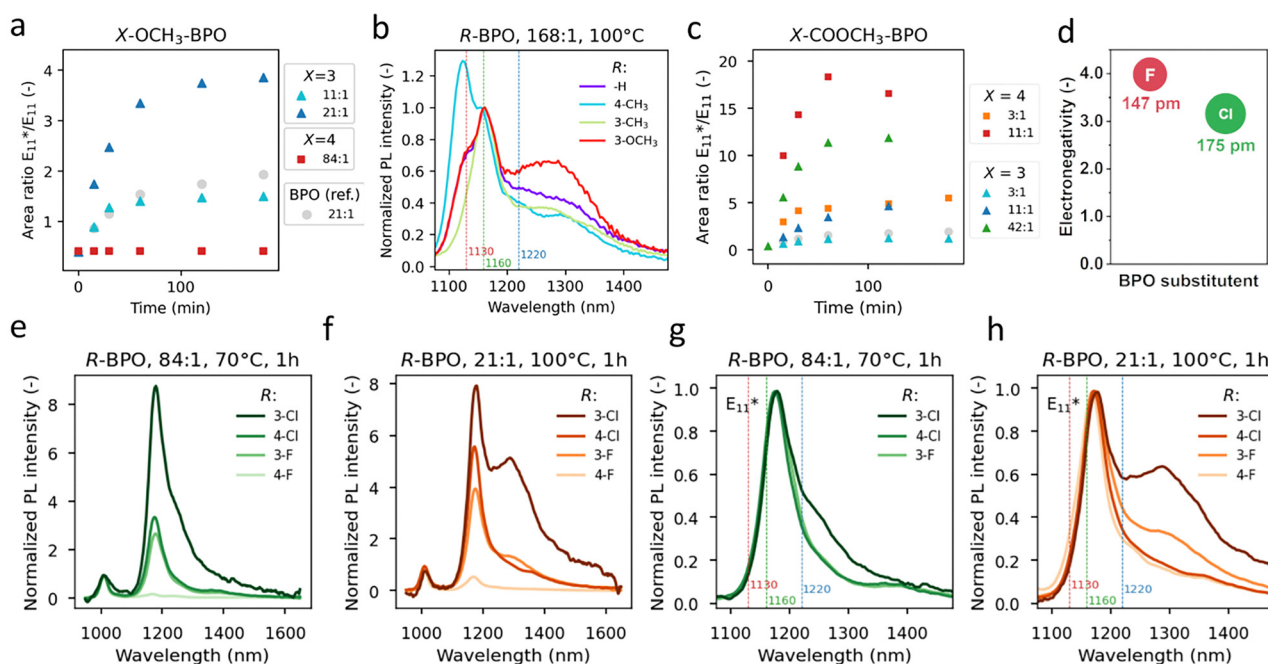 a
X-OCH₃-BPO
Area ratio E₁₁*/E₁₁ (-)
4
3
2
1
0
100
Time (min)
X=3
11:1
21:1
X=4
84:1
BPO (ref.)
21:1
b
R-BPO, 168:1, 100°C
Normalized PL intensity (-)
1.2
1.0
0.8
0.6
0.4
0.2
0.0
R:
-H
4-CH₃
3-CH₃
3-OCH₃
1130
1160
1220
1100
1200
1300
1400
Wavelength (nm)
c
X-COOCH₃-BPO
Area ratio E₁₁*/E₁₁ (-)
20
15
10
5
0
0
100
Time (min)
X = 4
3:1
11:1
X = 3
3:1
11:1
42:1
d
Electronegativity (-)
4.0
3.0
2.0
1.0
0.0
F
147 pm
Cl
175 pm
BPO substitutent
e
R-BPO, 84:1, 70°C, 1h
Normalized PL intensity (-)
8
6
4
2
0
R:
3-Cl
4-Cl
3-F
4-F
1000
1200
1400
1600
Wavelength (nm)
f
R-BPO, 21:1, 100°C, 1h
Normalized PL intensity (-)
8
6
4
2
0
R:
3-Cl
4-Cl
3-F
4-F
1000
1200
1400
1600
Wavelength (nm)
g
R-BPO, 84:1, 70°C, 1h
Normalized PL intensity (-)
1.0
0.8
0.6
0.4
0.2
0.0
E₁₁*
R:
3-Cl
4-Cl
3-F
1130
1160
1220
1100
1200
1300
1400
Wavelength (nm)
h
R-BPO, 21:1, 100°C, 1h
Normalized PL intensity (-)
1.0
0.8
0.6
0.4
0.2
0.0
E₁₁*
R:
3-Cl
4-Cl
3-F
4-F
1130
1160
1220
1100
1200
1300
1400
Wavelength (nm)